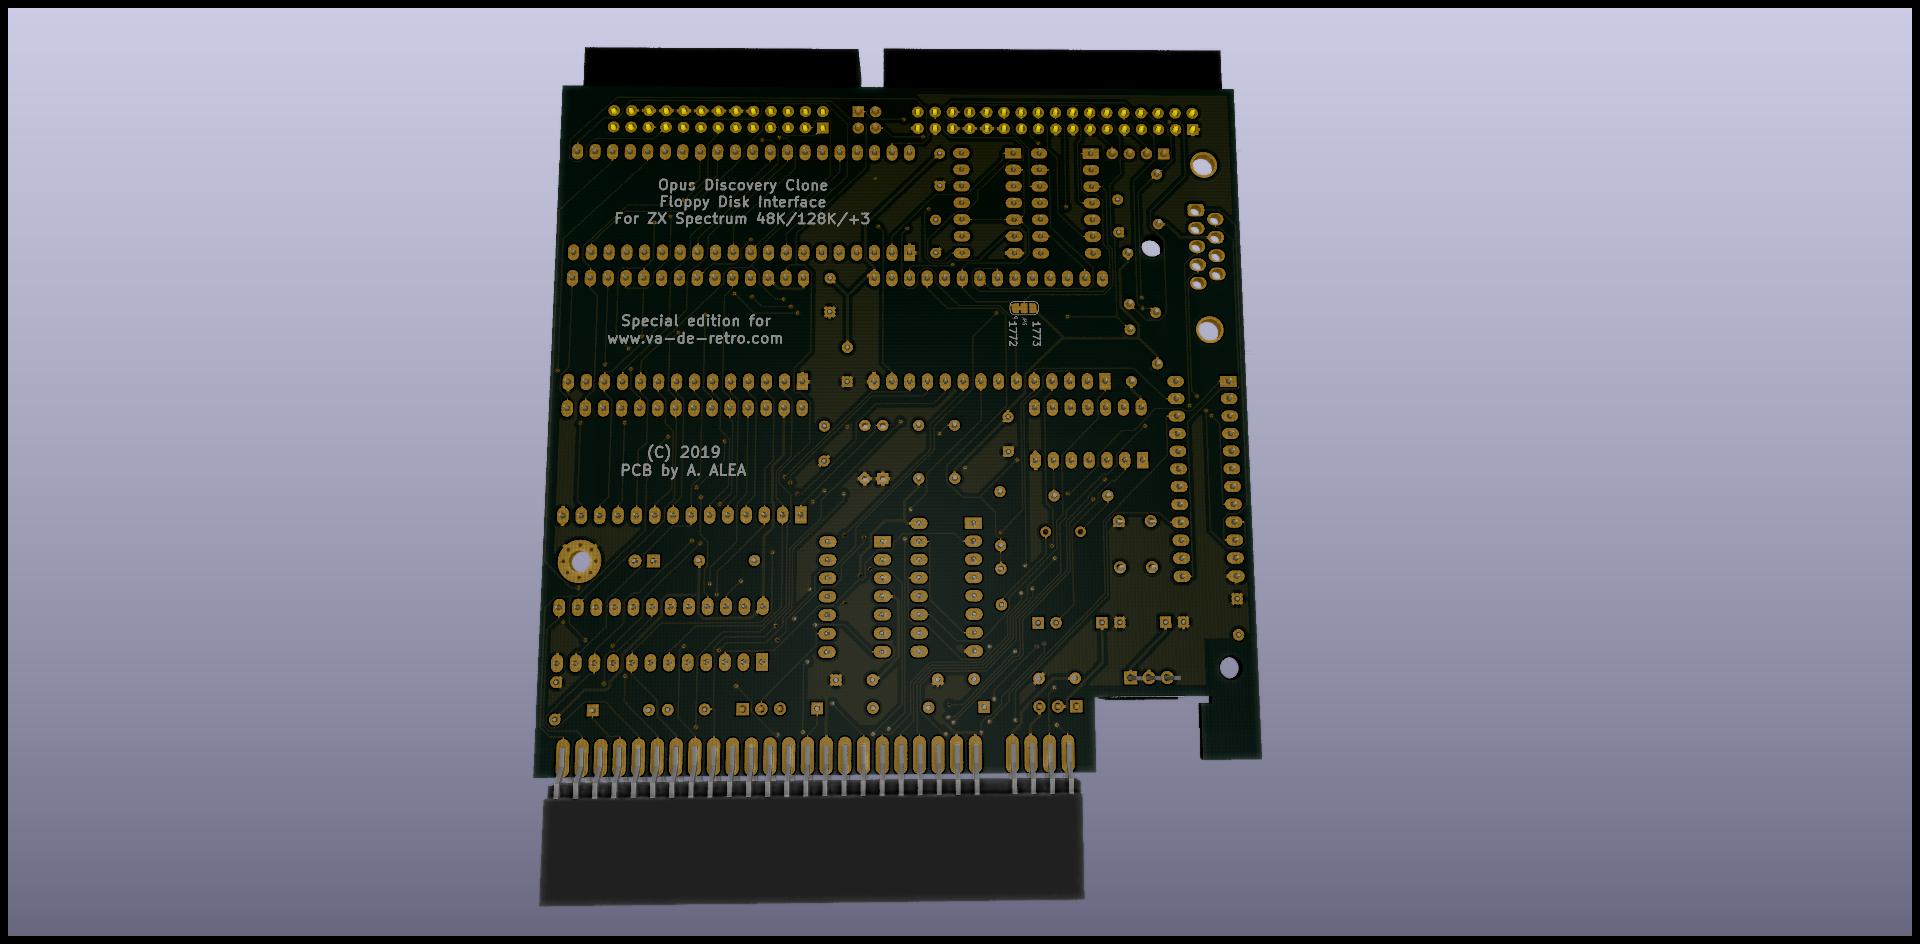 Opus Discovery Clone
Floppy Disk Interface
For ZX Spectrum 48K/128K/+3
Special edition for
www.va-de-retro.com
1772
1773
(C) 2019
PCB by A. ALEA